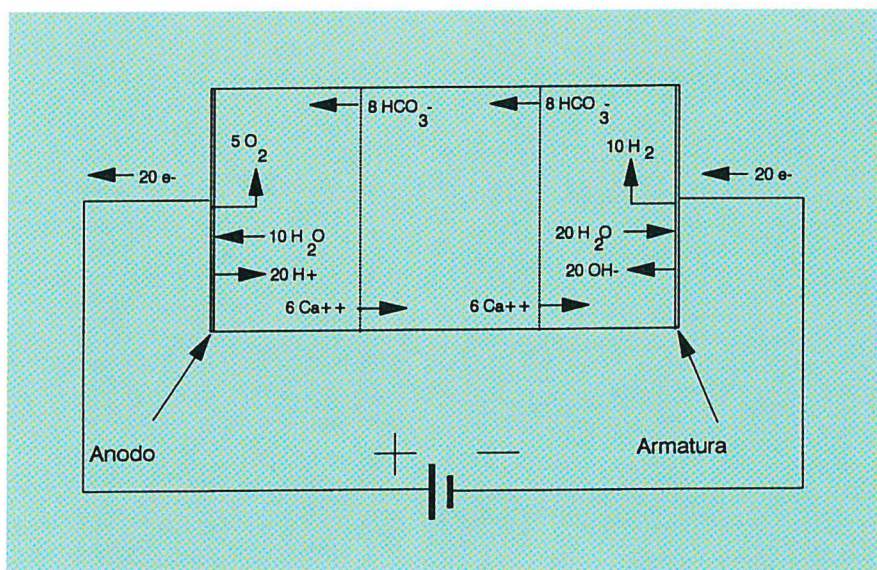 8 HCO3-
8 HCO3-
5 O2
10 H2
20 e-
20 e-
10 H2O
20 H2O
20 H+
20 OH-
6 Ca++
6 Ca++
Anodo
+ −
Armatura